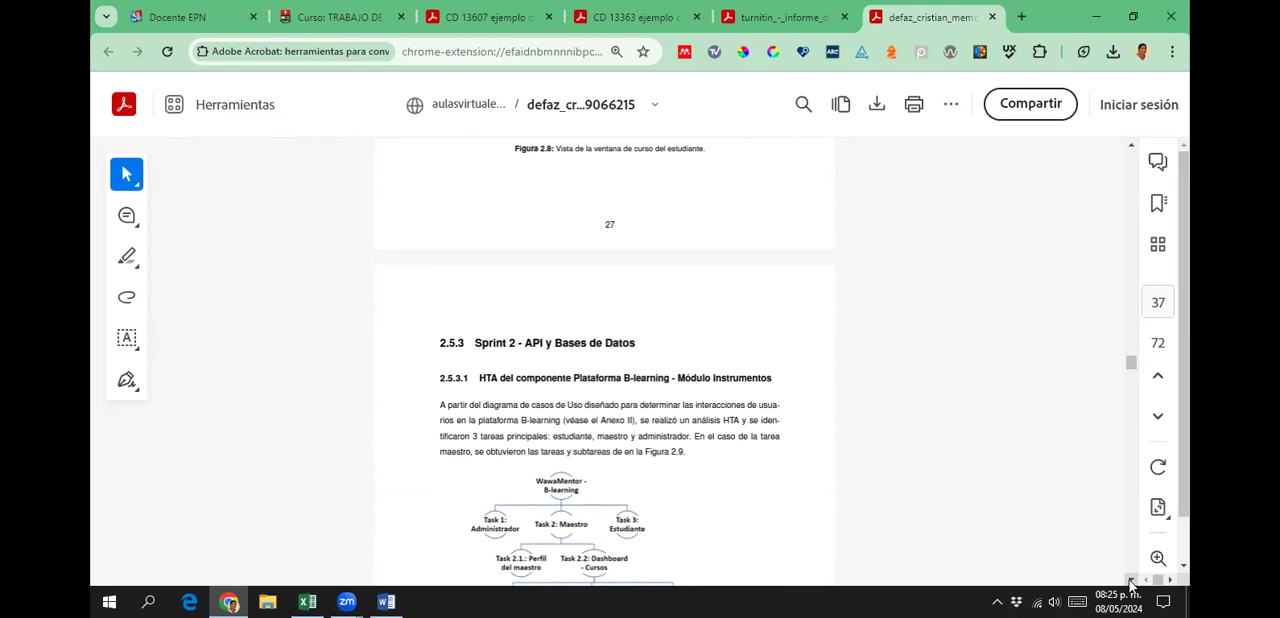 Docente EPN
Curso: TRABAJO DE
CD 13607 ejemplo d
CD 13363 ejemplo c
turnitin_-_informe_d
defaz_cristian_memo
Adobe Acrobat: herramientas para conv
chrome-extension://efaidnbmnnnibpc...
Herramientas
aulasvirtuale... / defaz_cr...9066215
Compartir
Iniciar sesión
Figura 2.8: Vista de la ventana de curso del estudiante.
27
2.5.3 Sprint 2 - API y Bases de Datos
2.5.3.1 HTA del componente Plataforma B-learning - Módulo Instrumentos
A partir del diagrama de casos de Uso diseñado para determinar las interacciones de usua-
rios en la plataforma B-learning (véase el Anexo II), se realizó un análisis HTA y se iden-
tificaron 3 tareas principales: estudiante, maestro y administrador. En el caso de la tarea
maestro, se obtuvieron las tareas y subtareas de en la Figura 2.9.
WawaMentor -
B-learning
Task 1:
Administrador
Task 2: Maestro
Task 3:
Estudiante
Task 2.1.: Perfil
del maestro
Task 2.2: Dashboard
- Cursos
37
72
08:25 p. m.
08/05/2024